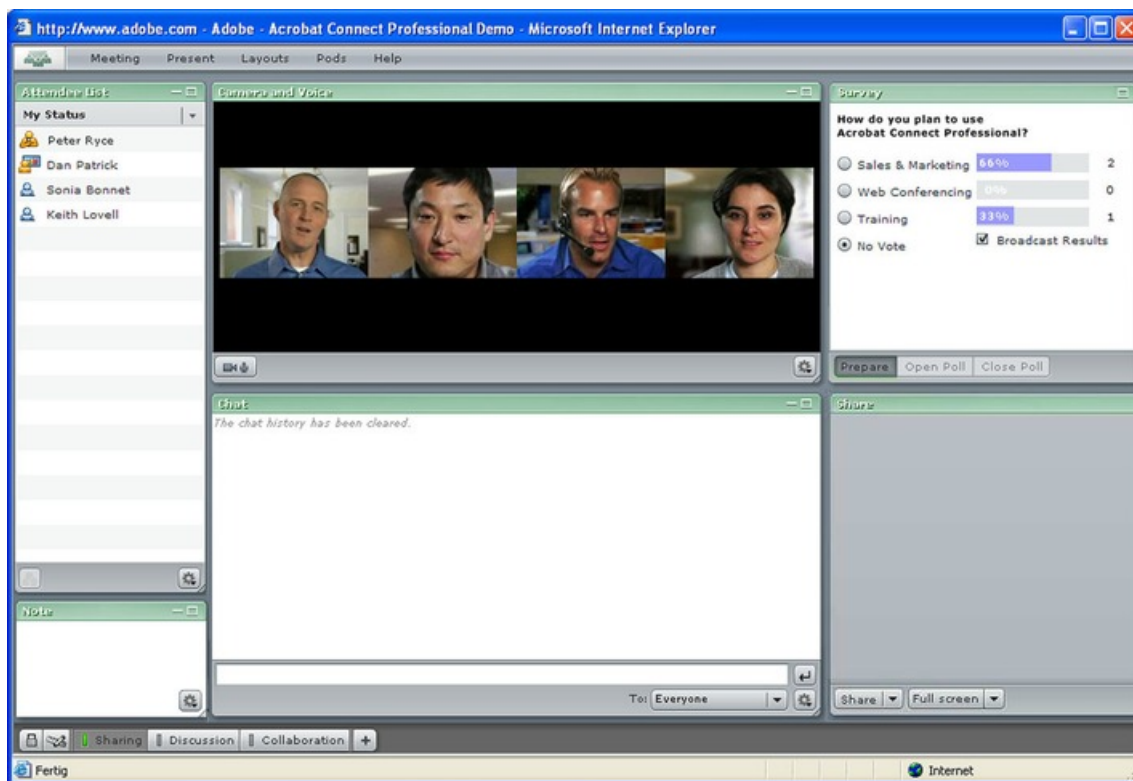 http://www.adobe.com - Adobe - Acrobat Connect Professional Demo - Microsoft Internet Explorer
Meeting Present Layouts Pods Help
Attendee List
My Status
Peter Ryce
Dan Patrick
Sonia Bonnet
Keith Lovell
Camera and Voice
Survey
How do you plan to use
Acrobat Connect Professional?
Sales & Marketing 66% 2
Web Conferencing 0% 0
Training 33% 1
No Vote
Broadcast Results
Prepare Open Poll Close Poll
Chat
The chat history has been cleared.
To: Everyone
Share
Share Full screen
Note
Sharing Discussion Collaboration +
Fertig Internet